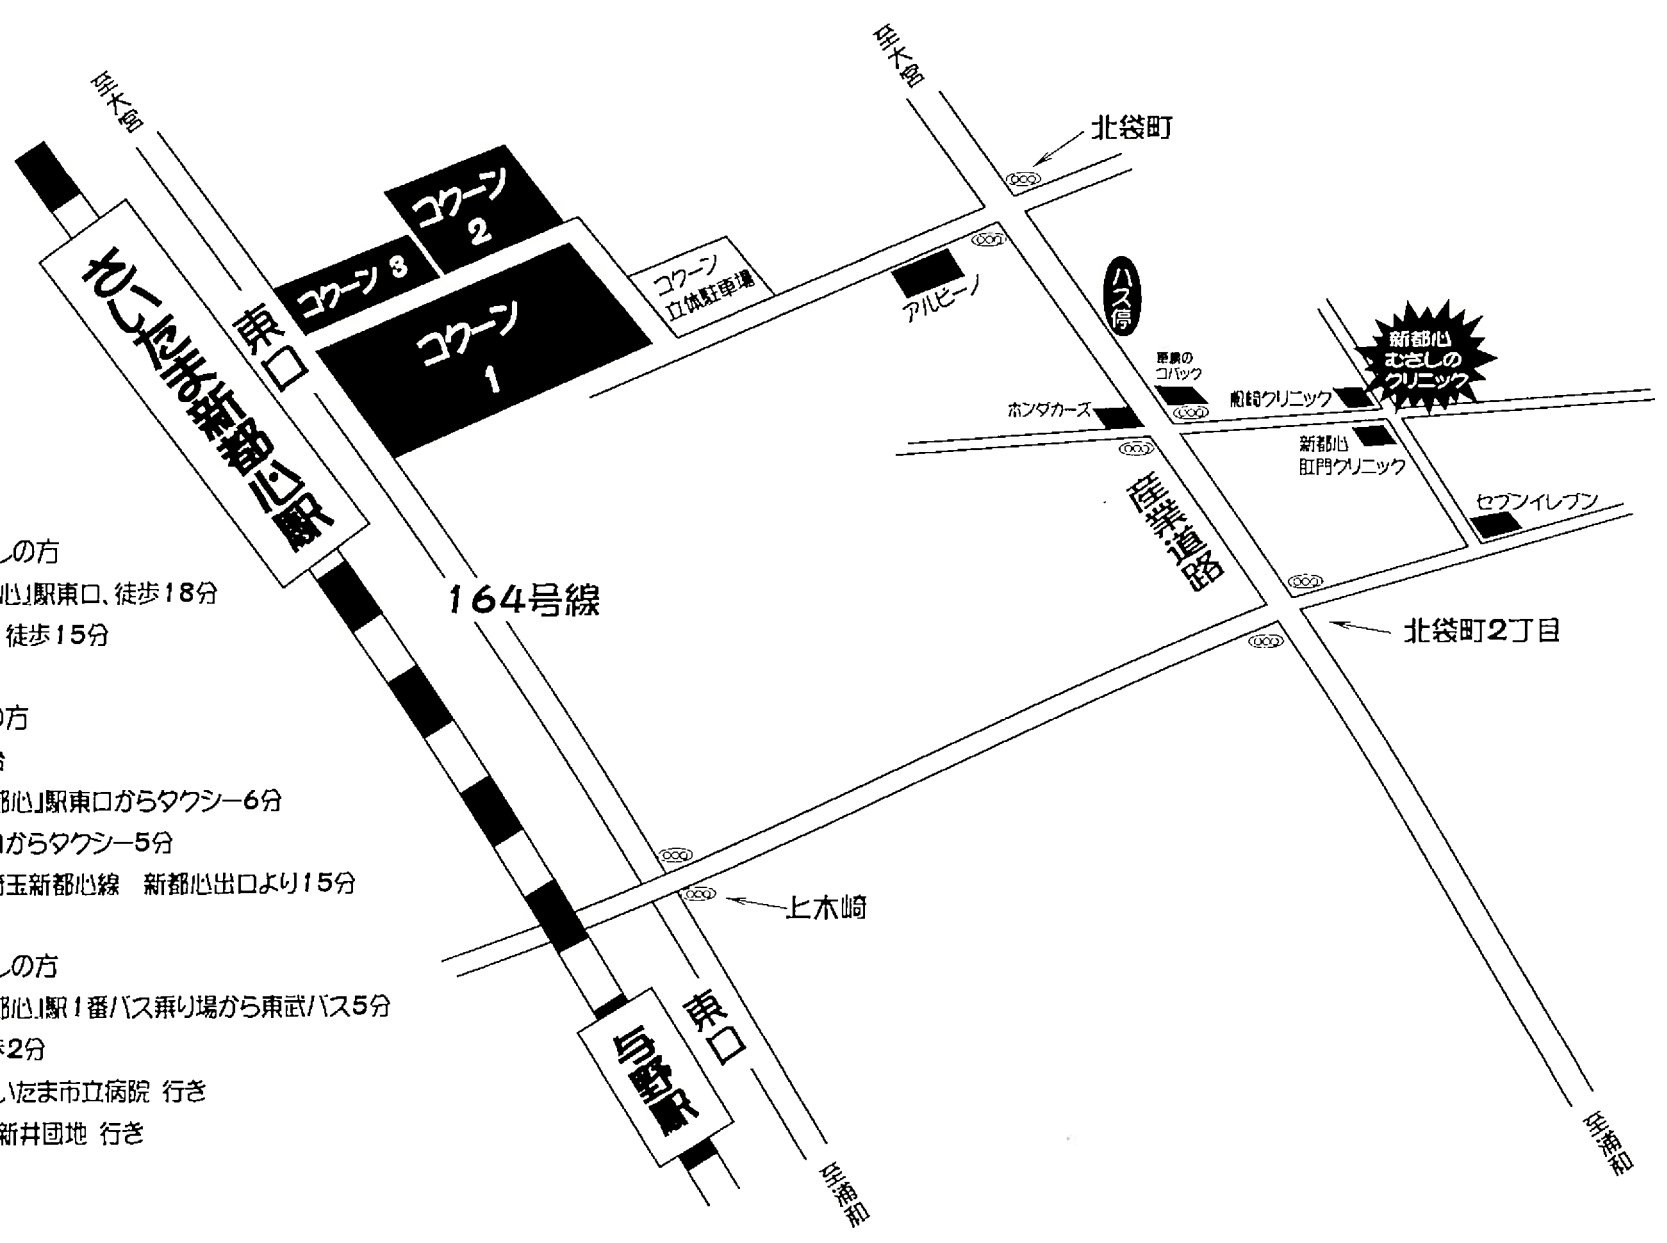 至大宮
至大宮
北袋町
コクーン
2
コクーン 3
コクーン
1
コクーン
立体駐車場
さいたま新都心駅
東口
アルピーノ
バス停
車検の
コバック
ホンダカーズ
船崎クリニック
新都心
むさしの
クリニック
新都心
肛門クリニック
セブンイレブン
産業道路
北袋町2丁目
164号線
上木崎
東口
与野駅
至浦和
至浦和
しの方
心」駅東口、徒歩18分
徒歩15分
の方
都心」駅東口からタクシー6分
口からタクシー5分
埼玉新都心線 新都心出口より15分
しの方
都心」駅1番バス乗り場から東武バス5分
歩2分
いたま市立病院 行き
新井団地 行き